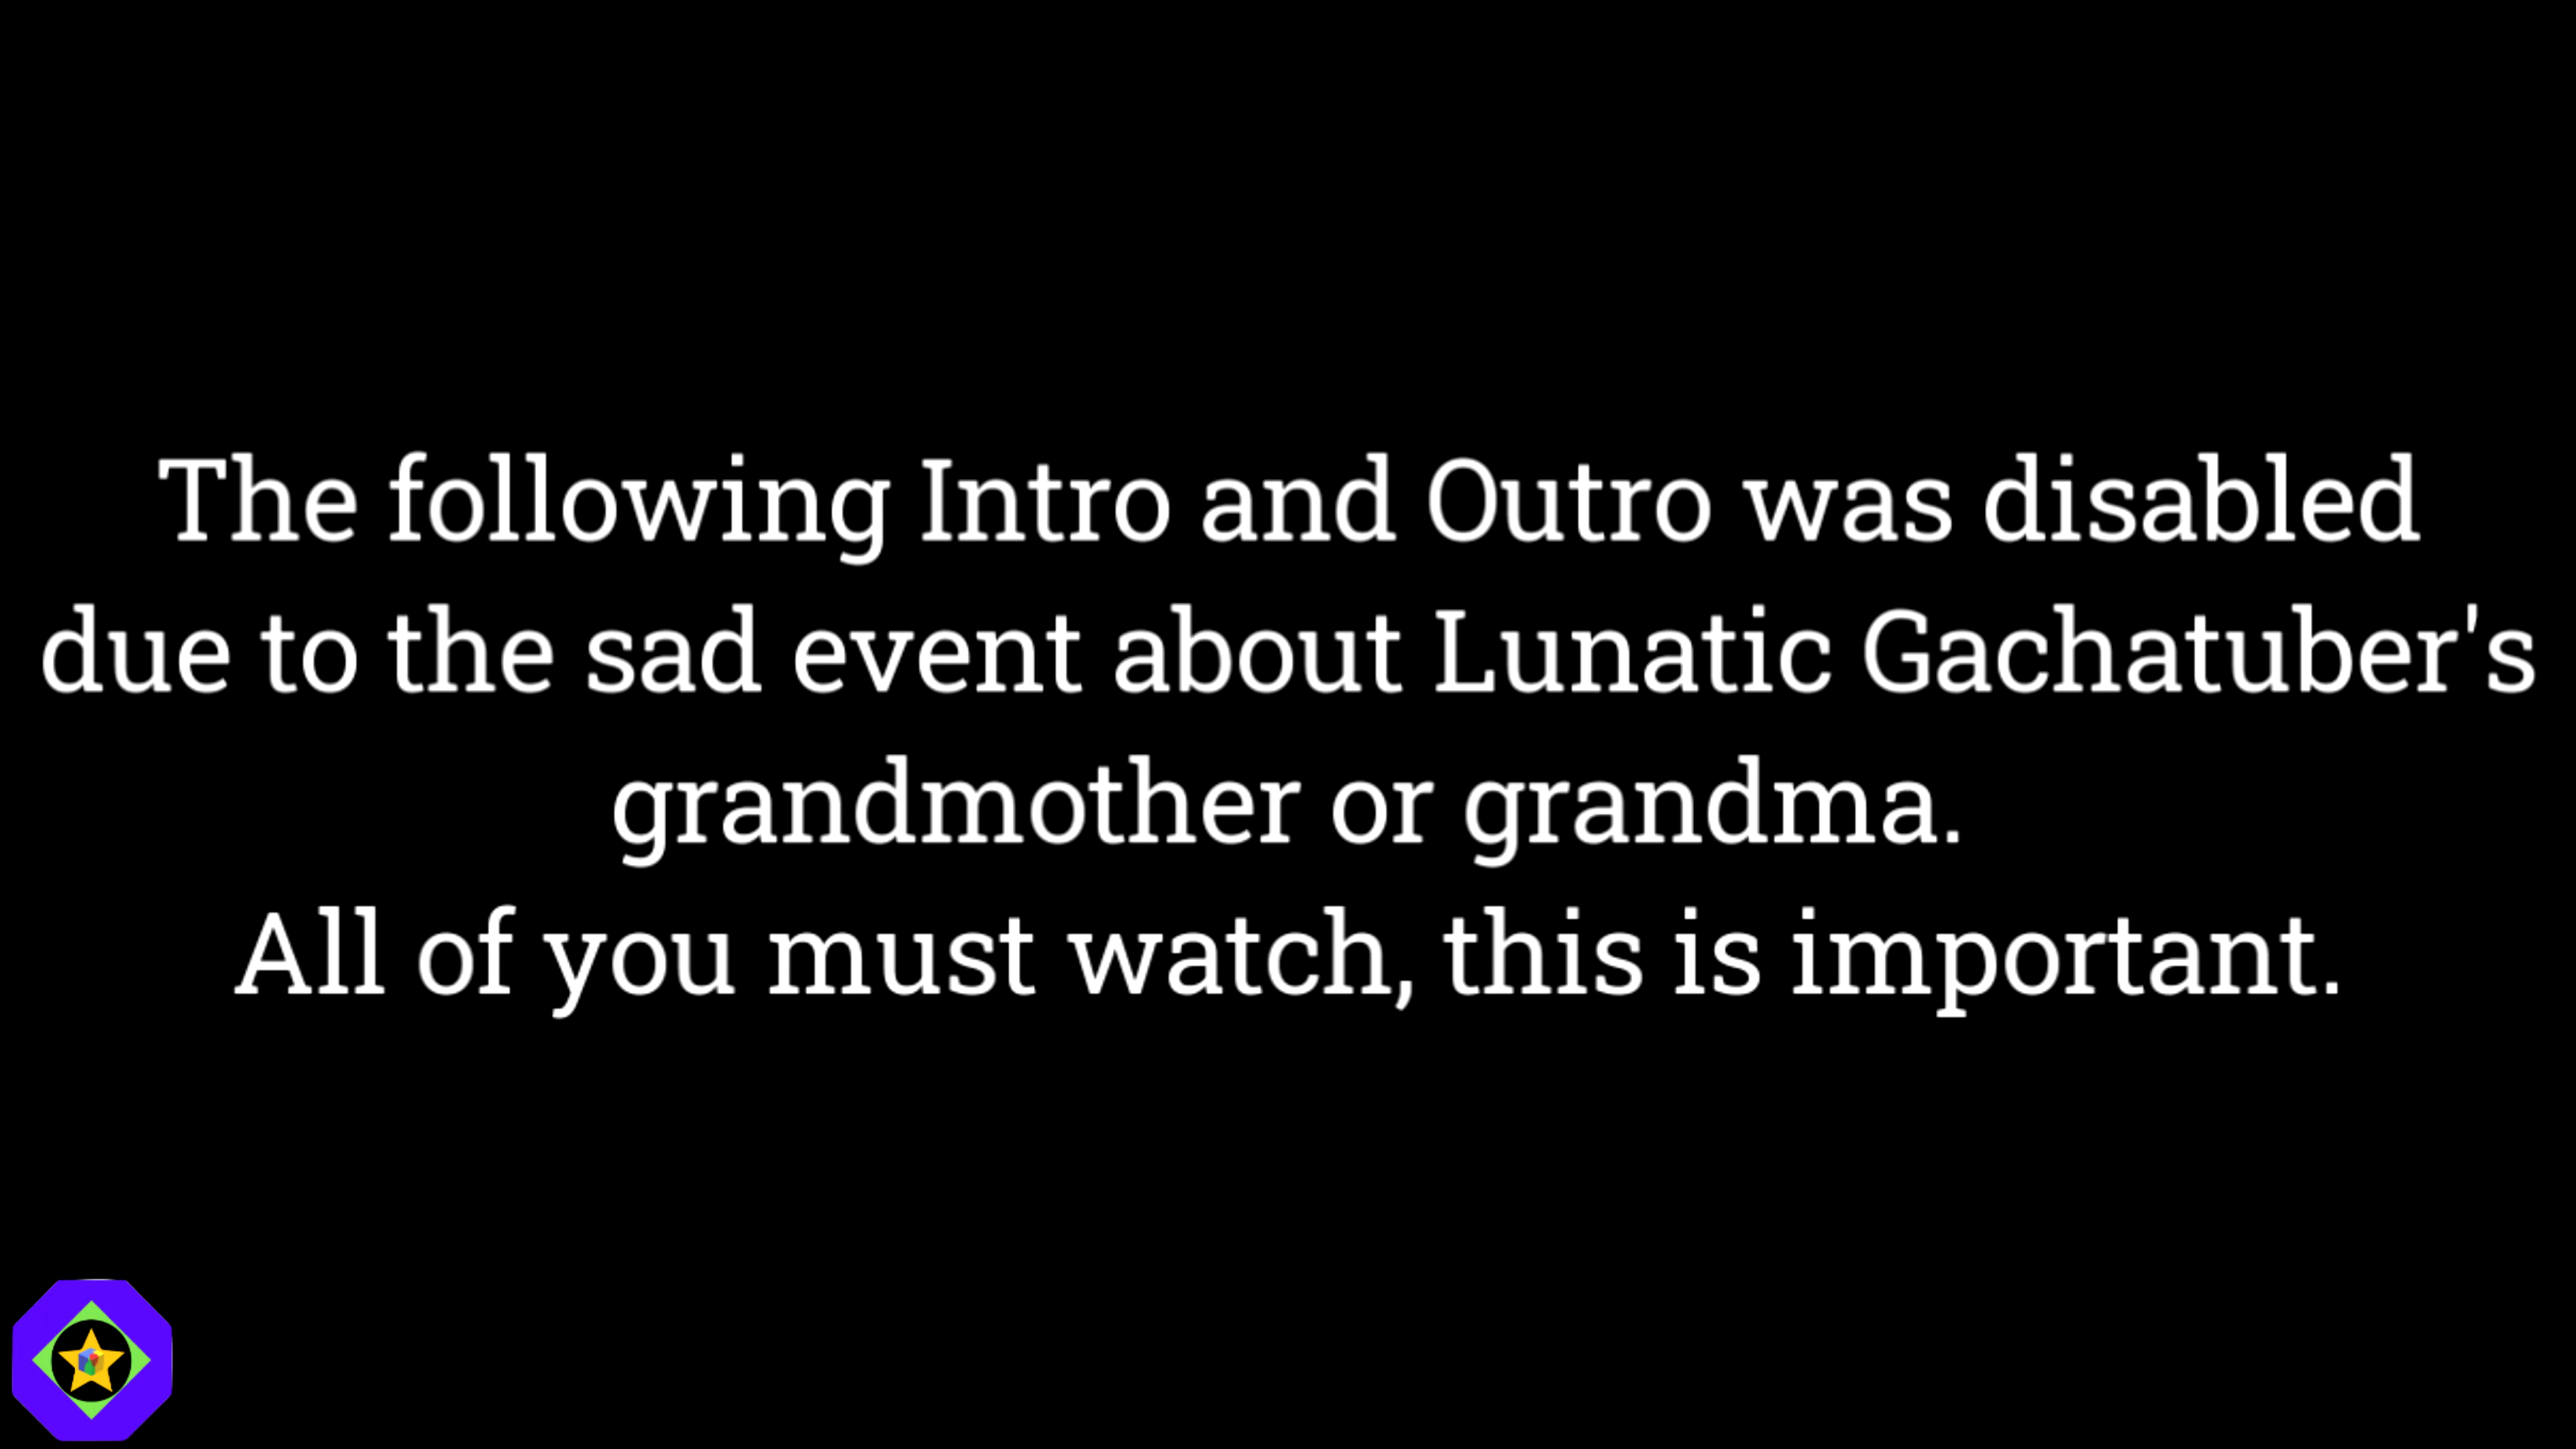 The following Intro and Outro was disabled
due to the sad event about Lunatic Gachatuber's
grandmother or grandma.
All of you must watch, this is important.